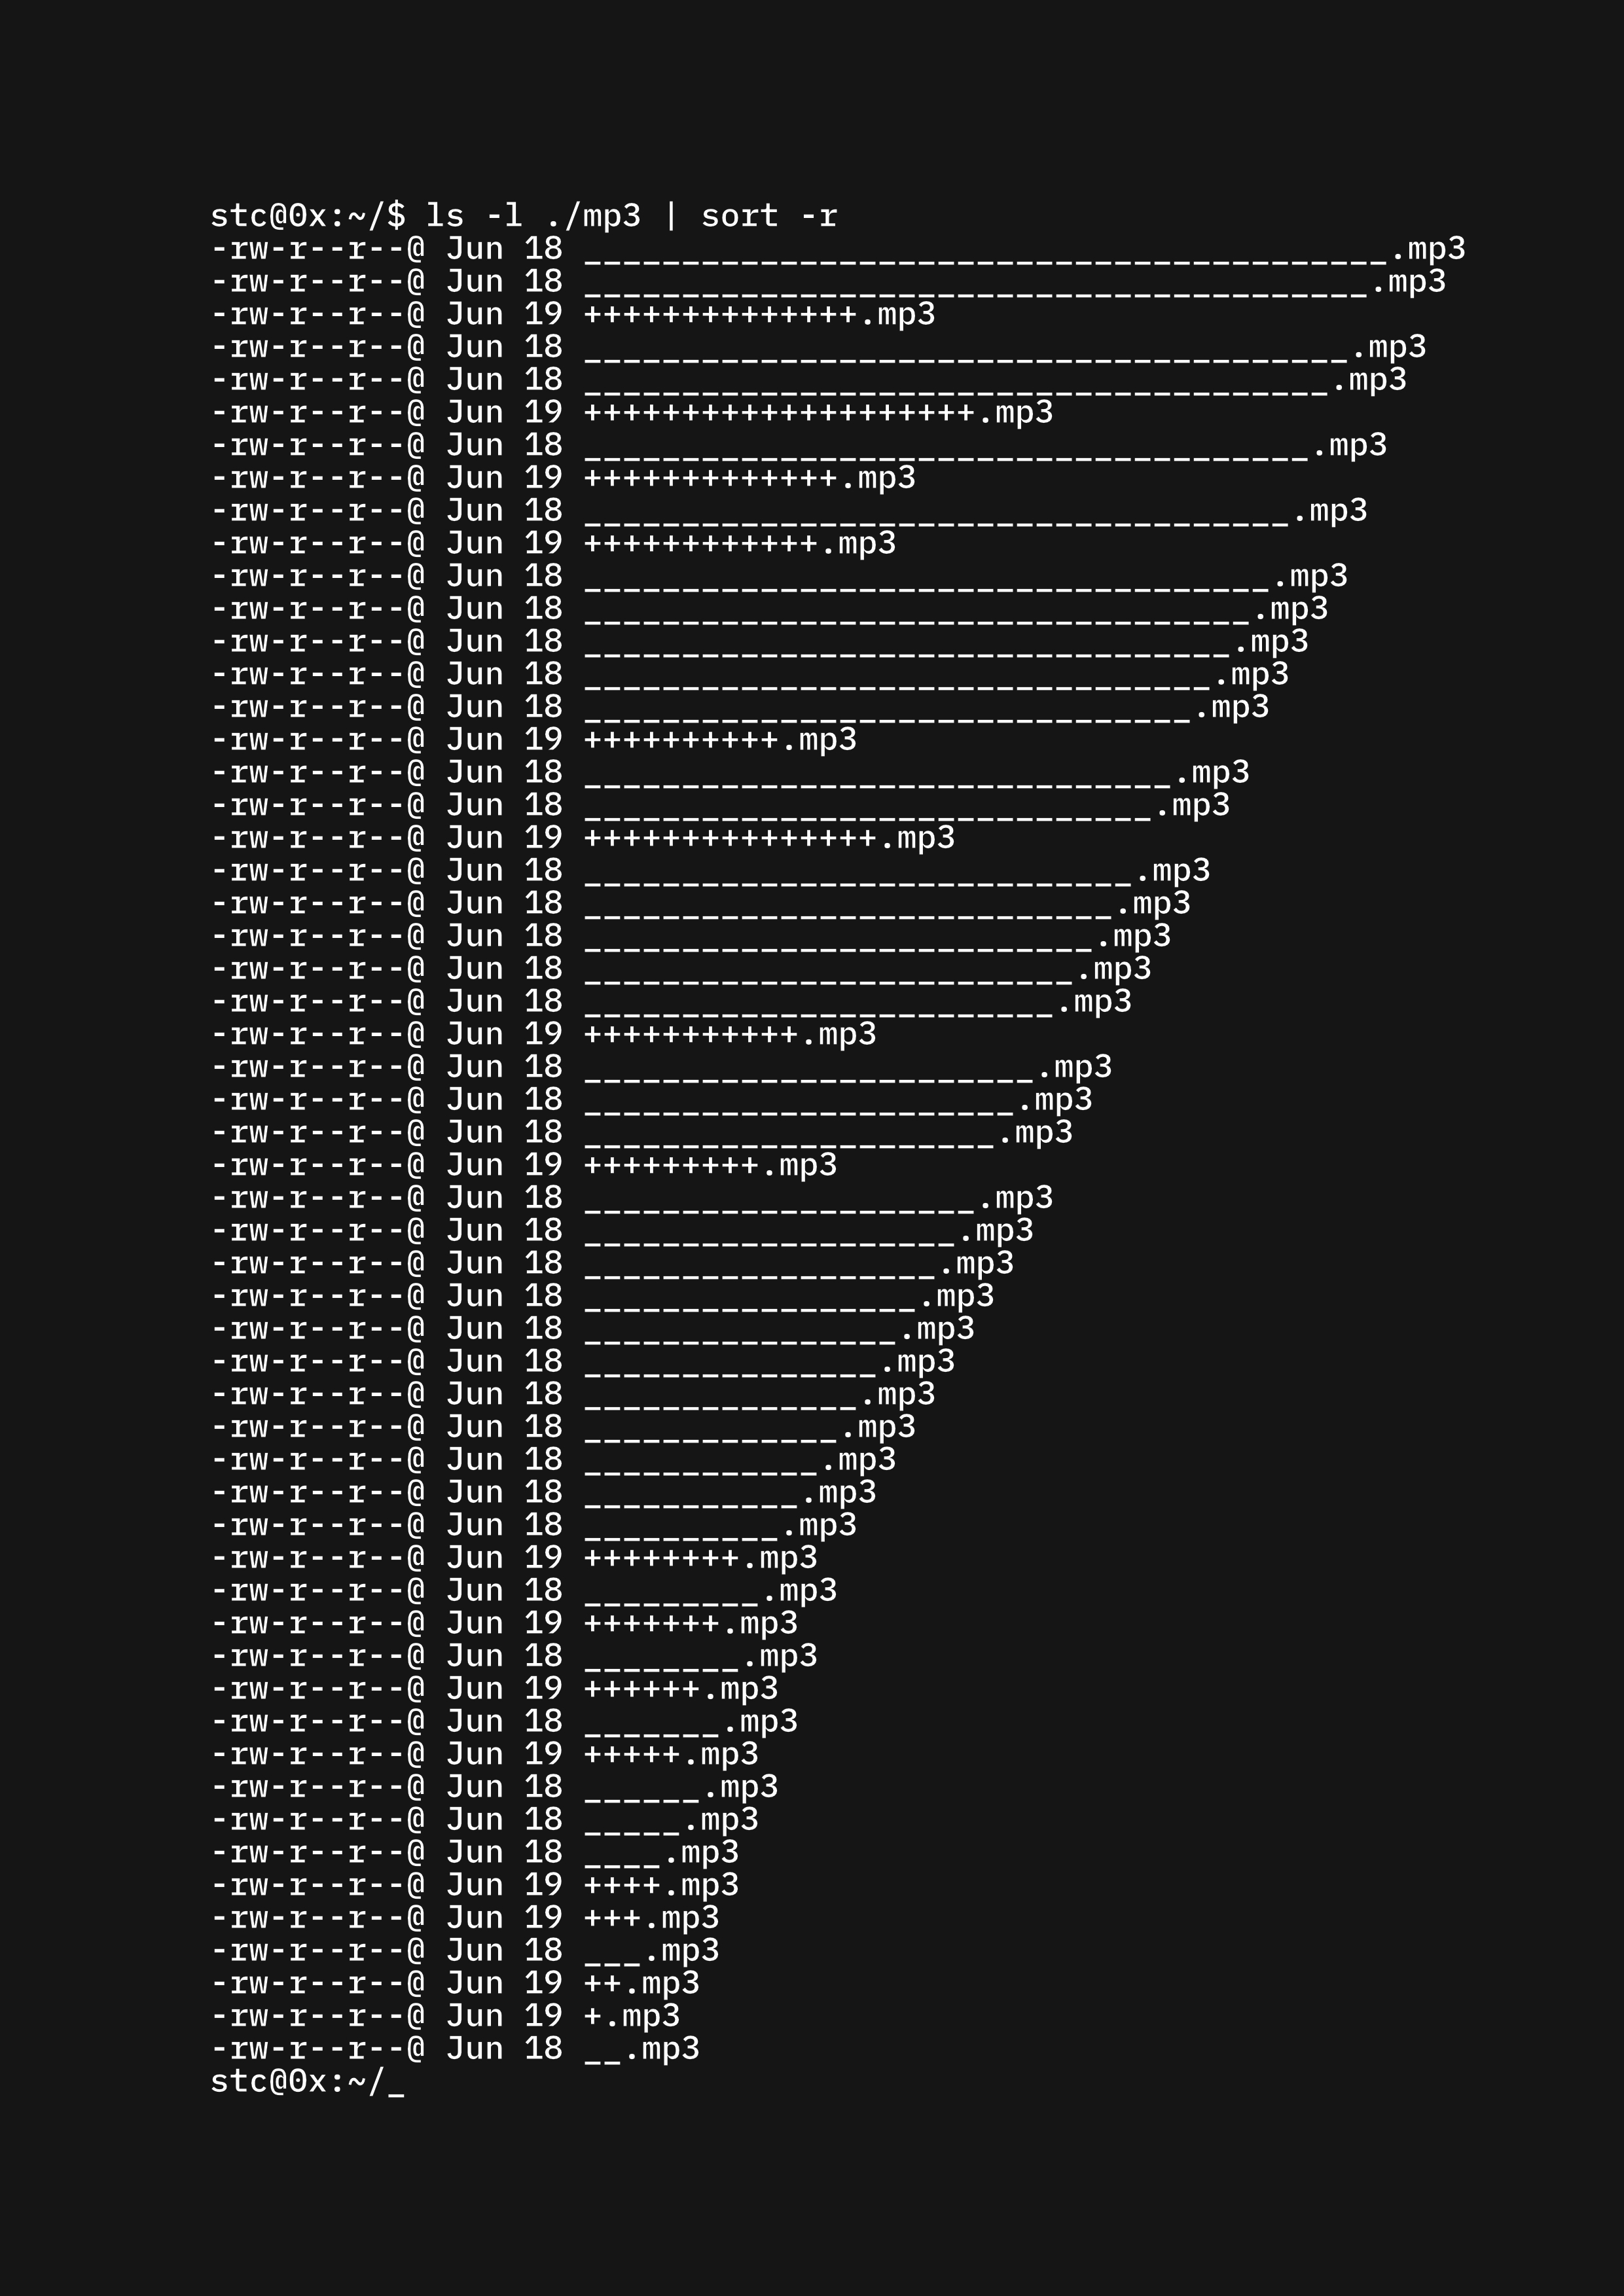 stc@0x:~/$ ls -l ./mp3 | sort -r
-rw-r--r--@ Jun 18 _________________________________________.mp3
-rw-r--r--@ Jun 18 ________________________________________.mp3
-rw-r--r--@ Jun 19 ++++++++++++++.mp3
-rw-r--r--@ Jun 18 _______________________________________.mp3
-rw-r--r--@ Jun 18 ______________________________________.mp3
-rw-r--r--@ Jun 19 ++++++++++++++++++++.mp3
-rw-r--r--@ Jun 18 _____________________________________.mp3
-rw-r--r--@ Jun 19 +++++++++++++.mp3
-rw-r--r--@ Jun 18 ____________________________________.mp3
-rw-r--r--@ Jun 19 ++++++++++++.mp3
-rw-r--r--@ Jun 18 ___________________________________.mp3
-rw-r--r--@ Jun 18 __________________________________.mp3
-rw-r--r--@ Jun 18 _________________________________.mp3
-rw-r--r--@ Jun 18 ________________________________.mp3
-rw-r--r--@ Jun 18 _______________________________.mp3
-rw-r--r--@ Jun 19 ++++++++++.mp3
-rw-r--r--@ Jun 18 ______________________________.mp3
-rw-r--r--@ Jun 18 _____________________________.mp3
-rw-r--r--@ Jun 19 +++++++++++++++.mp3
-rw-r--r--@ Jun 18 ____________________________.mp3
-rw-r--r--@ Jun 18 ___________________________.mp3
-rw-r--r--@ Jun 18 __________________________.mp3
-rw-r--r--@ Jun 18 _________________________.mp3
-rw-r--r--@ Jun 18 ________________________.mp3
-rw-r--r--@ Jun 19 +++++++++++.mp3
-rw-r--r--@ Jun 18 _______________________.mp3
-rw-r--r--@ Jun 18 ______________________.mp3
-rw-r--r--@ Jun 18 _____________________.mp3
-rw-r--r--@ Jun 19 +++++++++.mp3
-rw-r--r--@ Jun 18 ____________________.mp3
-rw-r--r--@ Jun 18 ___________________.mp3
-rw-r--r--@ Jun 18 __________________.mp3
-rw-r--r--@ Jun 18 _________________.mp3
-rw-r--r--@ Jun 18 ________________.mp3
-rw-r--r--@ Jun 18 _______________.mp3
-rw-r--r--@ Jun 18 ______________.mp3
-rw-r--r--@ Jun 18 _____________.mp3
-rw-r--r--@ Jun 18 ____________.mp3
-rw-r--r--@ Jun 18 ___________.mp3
-rw-r--r--@ Jun 18 __________.mp3
-rw-r--r--@ Jun 19 ++++++++.mp3
-rw-r--r--@ Jun 18 _________.mp3
-rw-r--r--@ Jun 19 +++++++.mp3
-rw-r--r--@ Jun 18 ________.mp3
-rw-r--r--@ Jun 19 ++++++.mp3
-rw-r--r--@ Jun 18 _______.mp3
-rw-r--r--@ Jun 19 +++++.mp3
-rw-r--r--@ Jun 18 ______.mp3
-rw-r--r--@ Jun 18 _____.mp3
-rw-r--r--@ Jun 18 ____.mp3
-rw-r--r--@ Jun 19 ++++.mp3
-rw-r--r--@ Jun 19 +++.mp3
-rw-r--r--@ Jun 18 ___.mp3
-rw-r--r--@ Jun 19 ++.mp3
-rw-r--r--@ Jun 19 +.mp3
-rw-r--r--@ Jun 18 __.mp3
stc@0x:~/_